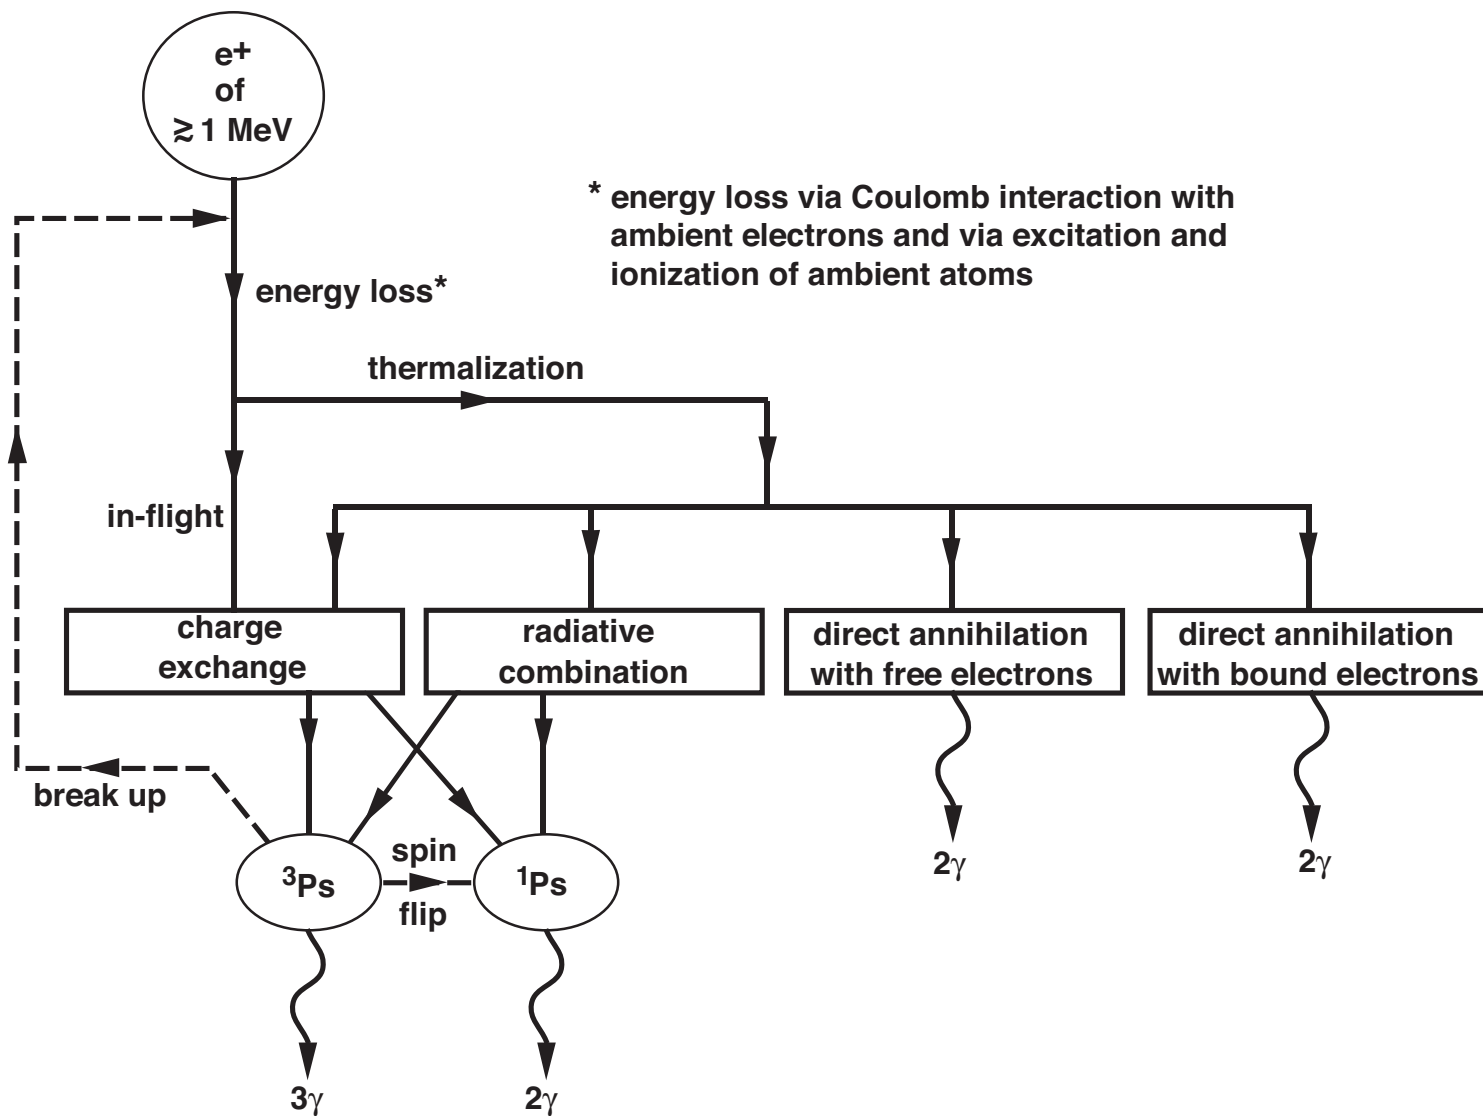 e+
of
≳ 1 MeV
* energy loss via Coulomb interaction with
ambient electrons and via excitation and
ionization of ambient atoms
energy loss*
thermalization
in-flight
charge
exchange
radiative
combination
direct annihilation
with free electrons
direct annihilation
with bound electrons
break up
³Ps
spin
flip
¹Ps
2γ
2γ
3γ
2γ